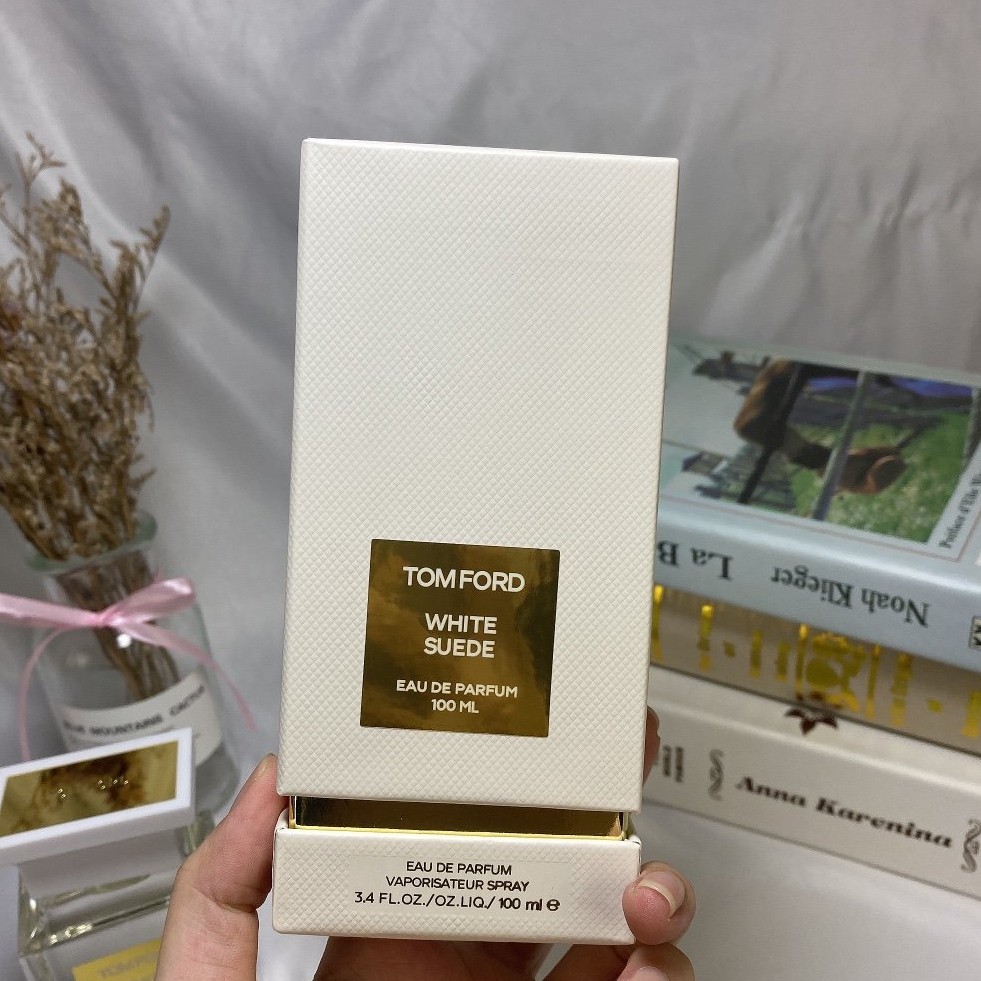 TOM FORD
WHITE
SUEDE
EAU DE PARFUM
100 ML
EAU DE PARFUM
VAPORISATEUR SPRAY
3.4 FL.OZ./OZ.LIQ./ 100 ml ℮
Noah Klieger
La B
Anna Karenina
MOUNTAINS CACTUS